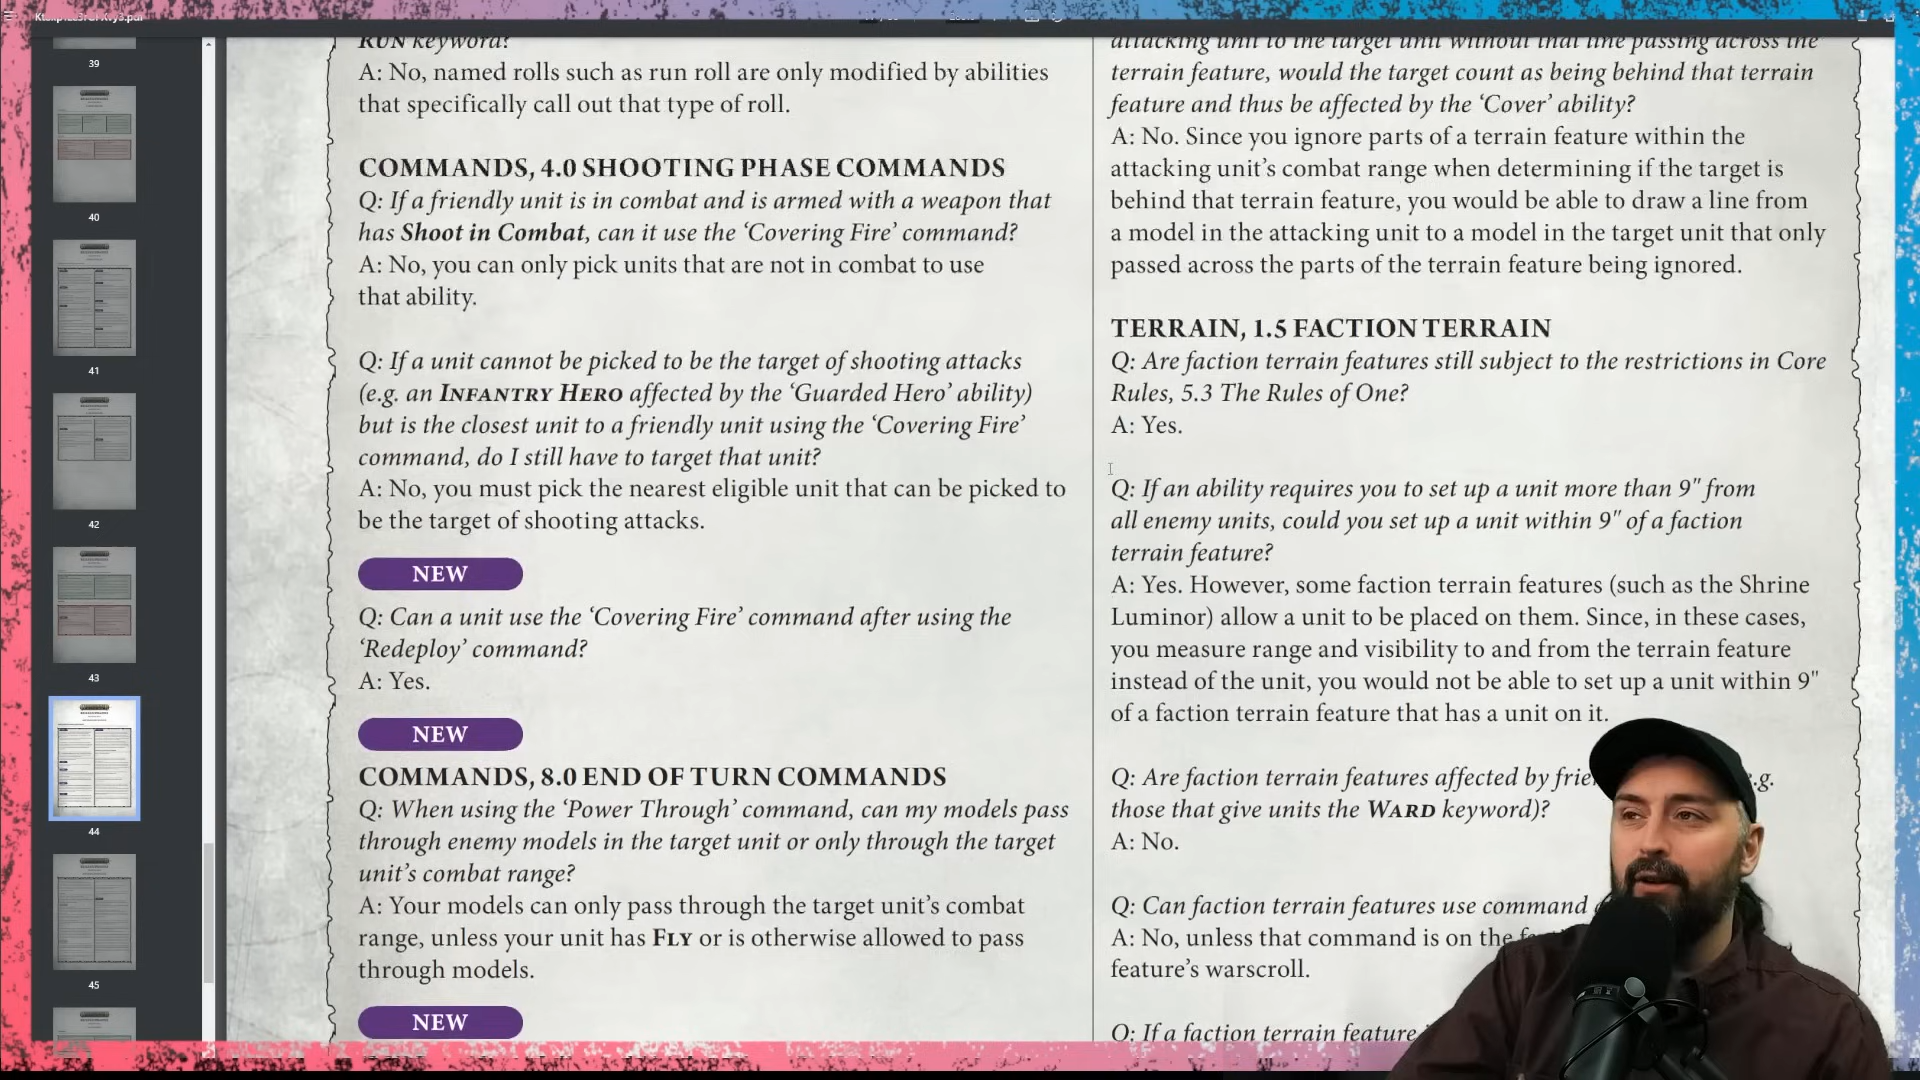 39
40
41
42
43
44
45
RUN keyword?
A: No, named rolls such as run roll are only modified by abilities
that specifically call out that type of roll.
COMMANDS, 4.0 SHOOTING PHASE COMMANDS
Q: If a friendly unit is in combat and is armed with a weapon that
has Shoot in Combat, can it use the ‘Covering Fire’ command?
A: No, you can only pick units that are not in combat to use
that ability.
Q: If a unit cannot be picked to be the target of shooting attacks
(e.g. an INFANTRY HERO affected by the ‘Guarded Hero’ ability)
but is the closest unit to a friendly unit using the ‘Covering Fire’
command, do I still have to target that unit?
A: No, you must pick the nearest eligible unit that can be picked to
be the target of shooting attacks.
NEW
Q: Can a unit use the ‘Covering Fire’ command after using the
‘Redeploy’ command?
A: Yes.
NEW
COMMANDS, 8.0 END OF TURN COMMANDS
Q: When using the ‘Power Through’ command, can my models pass
through enemy models in the target unit or only through the target
unit’s combat range?
A: Your models can only pass through the target unit’s combat
range, unless your unit has FLY or is otherwise allowed to pass
through models.
NEW
attacking unit to the target unit without that line passing across the
terrain feature, would the target count as being behind that terrain
feature and thus be affected by the ‘Cover’ ability?
A: No. Since you ignore parts of a terrain feature within the
attacking unit’s combat range when determining if the target is
behind that terrain feature, you would be able to draw a line from
a model in the attacking unit to a model in the target unit that only
passed across the parts of the terrain feature being ignored.
TERRAIN, 1.5 FACTION TERRAIN
Q: Are faction terrain features still subject to the restrictions in Core
Rules, 5.3 The Rules of One?
A: Yes.
Q: If an ability requires you to set up a unit more than 9" from
all enemy units, could you set up a unit within 9" of a faction
terrain feature?
A: Yes. However, some faction terrain features (such as the Shrine
Luminor) allow a unit to be placed on them. Since, in these cases,
you measure range and visibility to and from the terrain feature
instead of the unit, you would not be able to set up a unit within 9"
of a faction terrain feature that has a unit on it.
Q: Are faction terrain features affected by e.g.
those that give units the WARD keyword)?
A: No.
Q: Can faction terrain features use command
A: No, unless that command is on the
feature’s warscroll.
Q: If a faction terrain feature